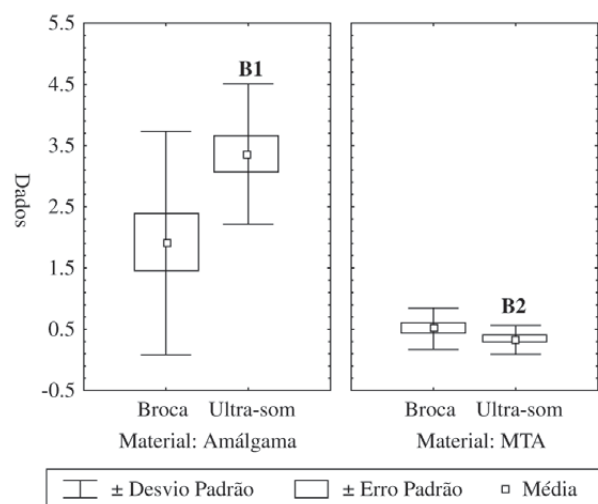 5.5
4.5
3.5
2.5
1.5
0.5
-0.5
Dados
B1
B2
Broca Ultra-som
Material: Amálgama
Broca Ultra-som
Material: MTA
± Desvio Padrão ± Erro Padrão Média